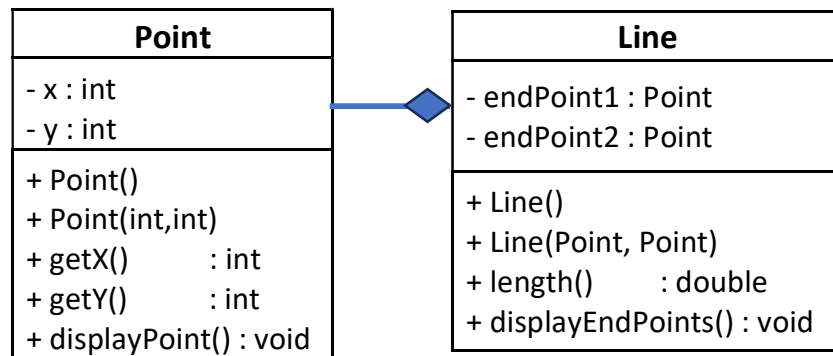 Point
- x : int
- y : int
+ Point()
+ Point(int,int)
+ getX() : int
+ getY() : int
+ displayPoint() : void
Line
- endPoint1 : Point
- endPoint2 : Point
+ Line()
+ Line(Point, Point)
+ length() : double
+ displayEndPoints() : void